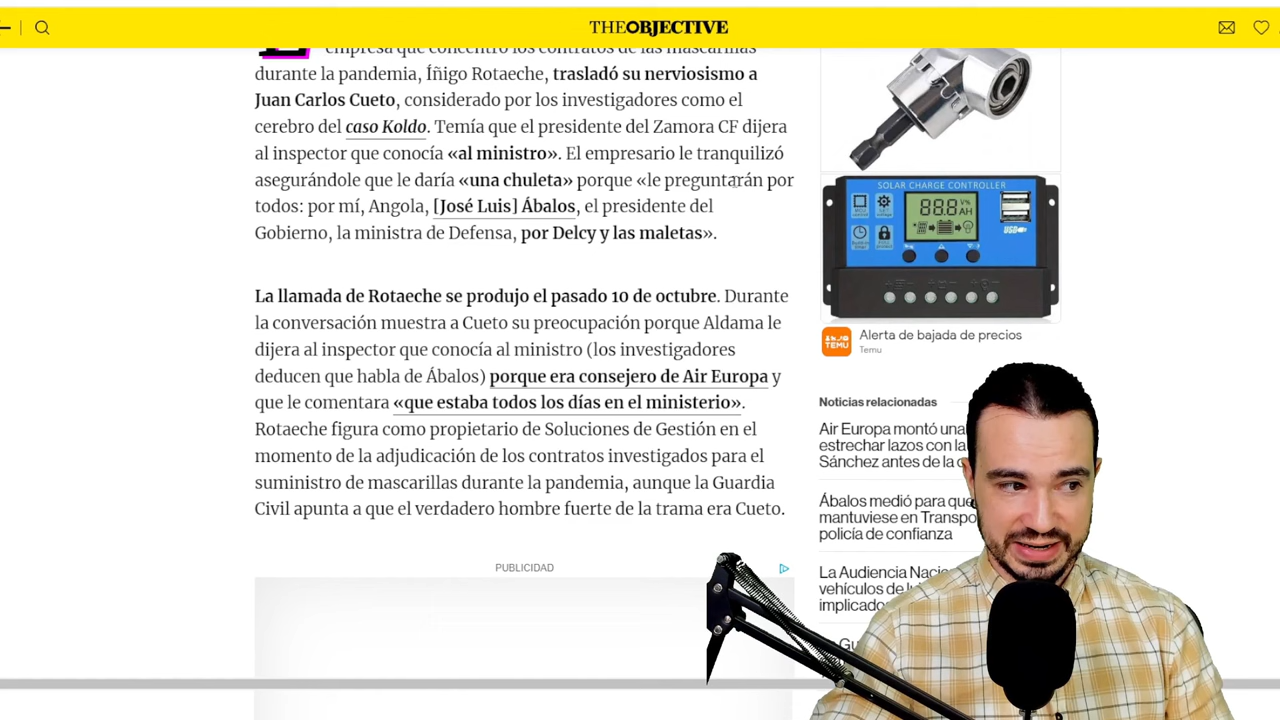 THEOBJECTIVE
empresa que concentró los contratos de las mascarillas
durante la pandemia, Íñigo Rotaeche, trasladó su nerviosismo a
Juan Carlos Cueto, considerado por los investigadores como el
cerebro del caso Koldo. Temía que el presidente del Zamora CF dijera
al inspector que conocía «al ministro». El empresario le tranquilizó
asegurándole que le daría «una chuleta» porque «le preguntarán por
todos: por mí, Angola, [José Luis] Ábalos, el presidente del
Gobierno, la ministra de Defensa, por Delcy y las maletas».
La llamada de Rotaeche se produjo el pasado 10 de octubre. Durante
la conversación muestra a Cueto su preocupación porque Aldama le
dijera al inspector que conocía al ministro (los investigadores
deducen que habla de Ábalos) porque era consejero de Air Europa y
que le comentara «que estaba todos los días en el ministerio».
Rotaeche figura como propietario de Soluciones de Gestión en el
momento de la adjudicación de los contratos investigados para el
suministro de mascarillas durante la pandemia, aunque la Guardia
Civil apunta a que el verdadero hombre fuerte de la trama era Cueto.
PUBLICIDAD
SOLAR CHARGE CONTROLLER
88.8 V%
AH
USB
TEMU
Alerta de bajada de precios
Temu
Noticias relacionadas
Air Europa montó una
estrechar lazos con la
Sánchez antes de la c
Ábalos medió para que
mantuviese en Transpo
policía de confianza
La Audiencia Nacio
vehículos de lu
implicado
Gu